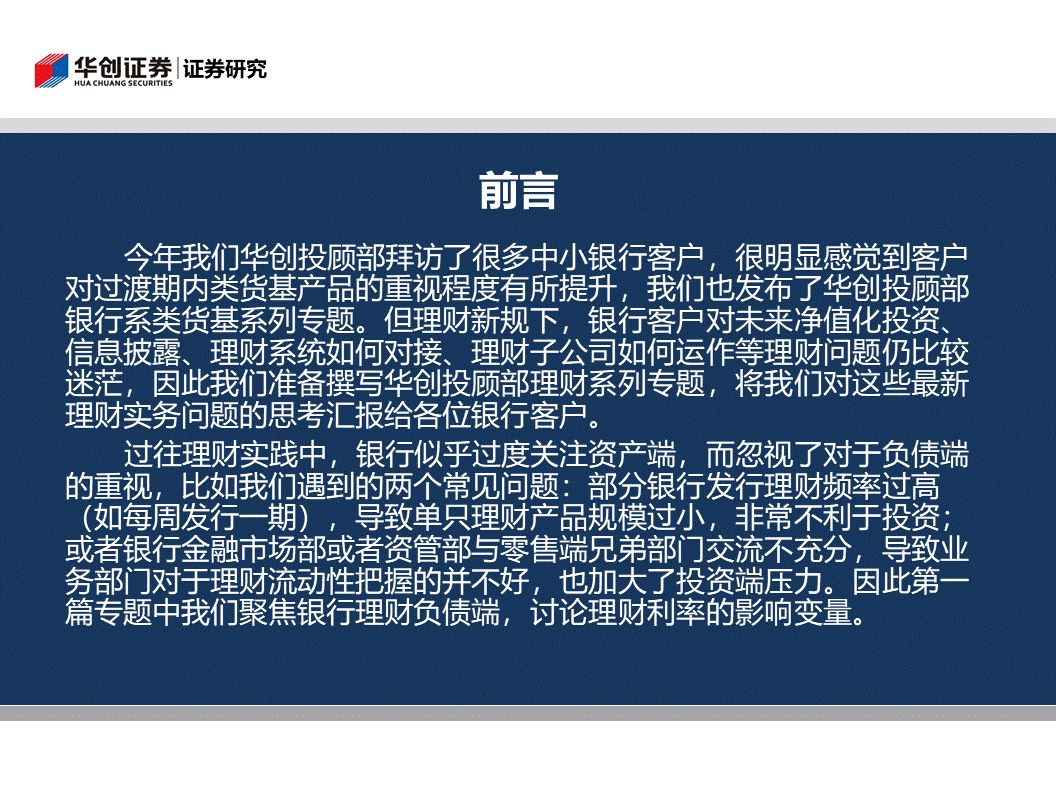 华创证券 证券研究
HUA CHUANG SECURITIES
前言
今年我们华创投顾部拜访了很多中小银行客户，很明显感觉到客户
对过渡期内类货基产品的重视程度有所提升，我们也发布了华创投顾部
银行系类货基系列专题。但理财新规下，银行客户对未来净值化投资、
信息披露、理财系统如何对接、理财子公司如何运作等理财问题仍比较
迷茫，因此我们准备撰写华创投顾部理财系列专题，将我们对这些最新
理财实务问题的思考汇报给各位银行客户。
过往理财实践中，银行似乎过度关注资产端，而忽视了对于负债端
的重视，比如我们遇到的两个常见问题：部分银行发行理财频率过高
（如每周发行一期），导致单只理财产品规模过小，非常不利于投资；
或者银行金融市场部或者资管部与零售端兄弟部门交流不充分，导致业
务部门对于理财流动性把握的并不好，也加大了投资端压力。因此第一
篇专题中我们聚焦银行理财负债端，讨论理财利率的影响变量。